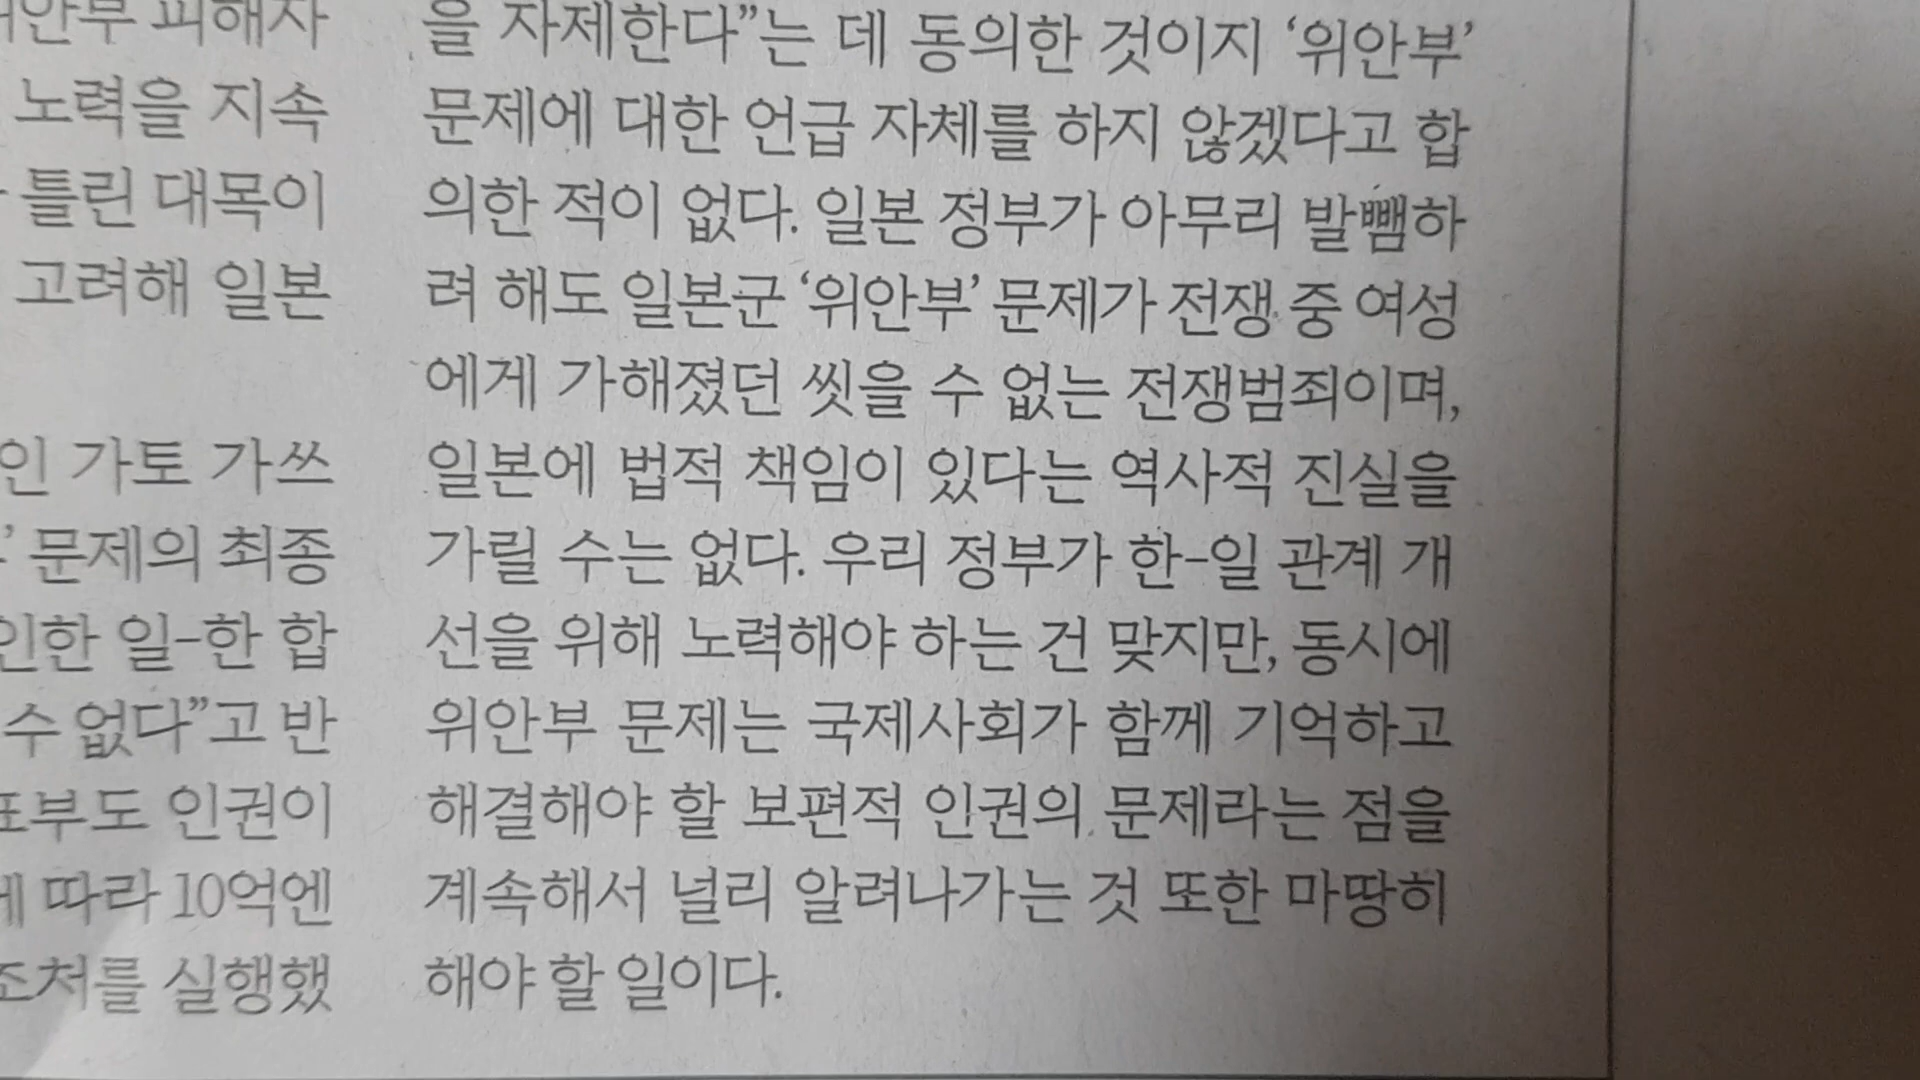 피해자
노력을 지속
틀린 대목이
고려해 일본
인 가토 가쓰
’ 문제의 최종
인한 일-한 합
수 없다”고 반
부도 인권이
에 따라 10억엔
조처를 실행했
을 자제한다”는 데 동의한 것이지 ‘위안부’
문제에 대한 언급 자체를 하지 않겠다고 합
의한 적이 없다. 일본 정부가 아무리 발뺌하
려 해도 일본군 ‘위안부’ 문제가 전쟁 중 여성
에게 가해졌던 씻을 수 없는 전쟁범죄이며,
일본에 법적 책임이 있다는 역사적 진실을
가릴 수는 없다. 우리 정부가 한-일 관계 개
선을 위해 노력해야 하는 건 맞지만, 동시에
위안부 문제는 국제사회가 함께 기억하고
해결해야 할 보편적 인권의 문제라는 점을
계속해서 널리 알려나가는 것 또한 마땅히
해야 할 일이다.